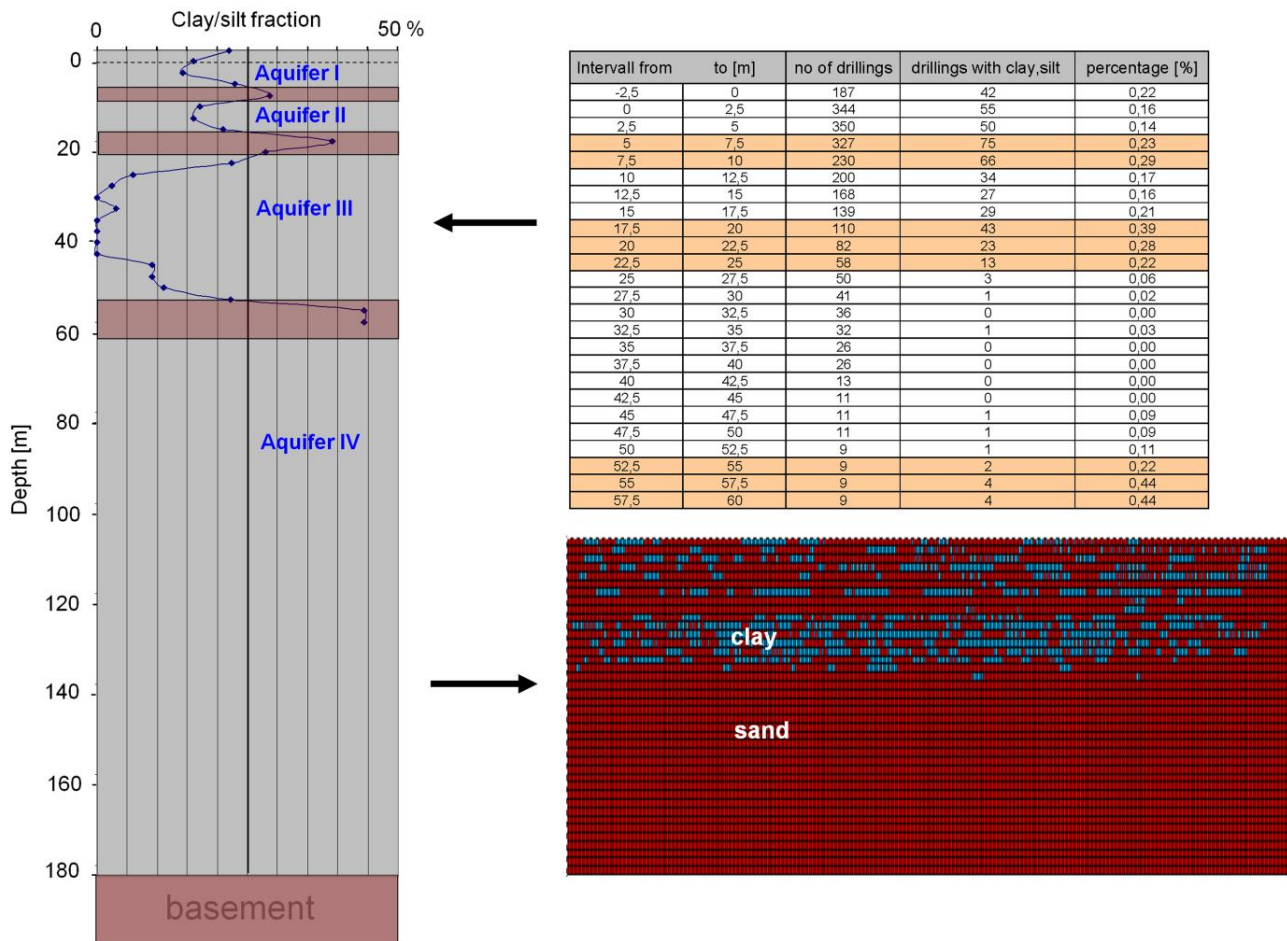 Clay/silt fraction
0 50 %
0
Aquifer I
Aquifer II
20
Aquifer III
40
60
80
Aquifer IV
Depth [m]
100
120
140
160
180
basement
Intervall from to [m] no of drillings drillings with clay,silt percentage [%]
-2,5 0 187 42 0,22
0 2,5 344 55 0,16
2,5 5 350 50 0,14
5 7,5 327 75 0,23
7,5 10 230 66 0,29
10 12,5 200 34 0,17
12,5 15 168 27 0,16
15 17,5 139 29 0,21
17,5 20 110 43 0,39
20 22,5 82 23 0,28
22,5 25 58 13 0,22
25 27,5 50 3 0,06
27,5 30 41 1 0,02
30 32,5 36 0 0,00
32,5 35 32 1 0,03
35 37,5 26 0 0,00
37,5 40 26 0 0,00
40 42,5 13 0 0,00
42,5 45 11 0 0,00
45 47,5 11 1 0,09
47,5 50 11 1 0,09
50 52,5 9 1 0,11
52,5 55 9 2 0,22
55 57,5 9 4 0,44
57,5 60 9 4 0,44
clay
sand